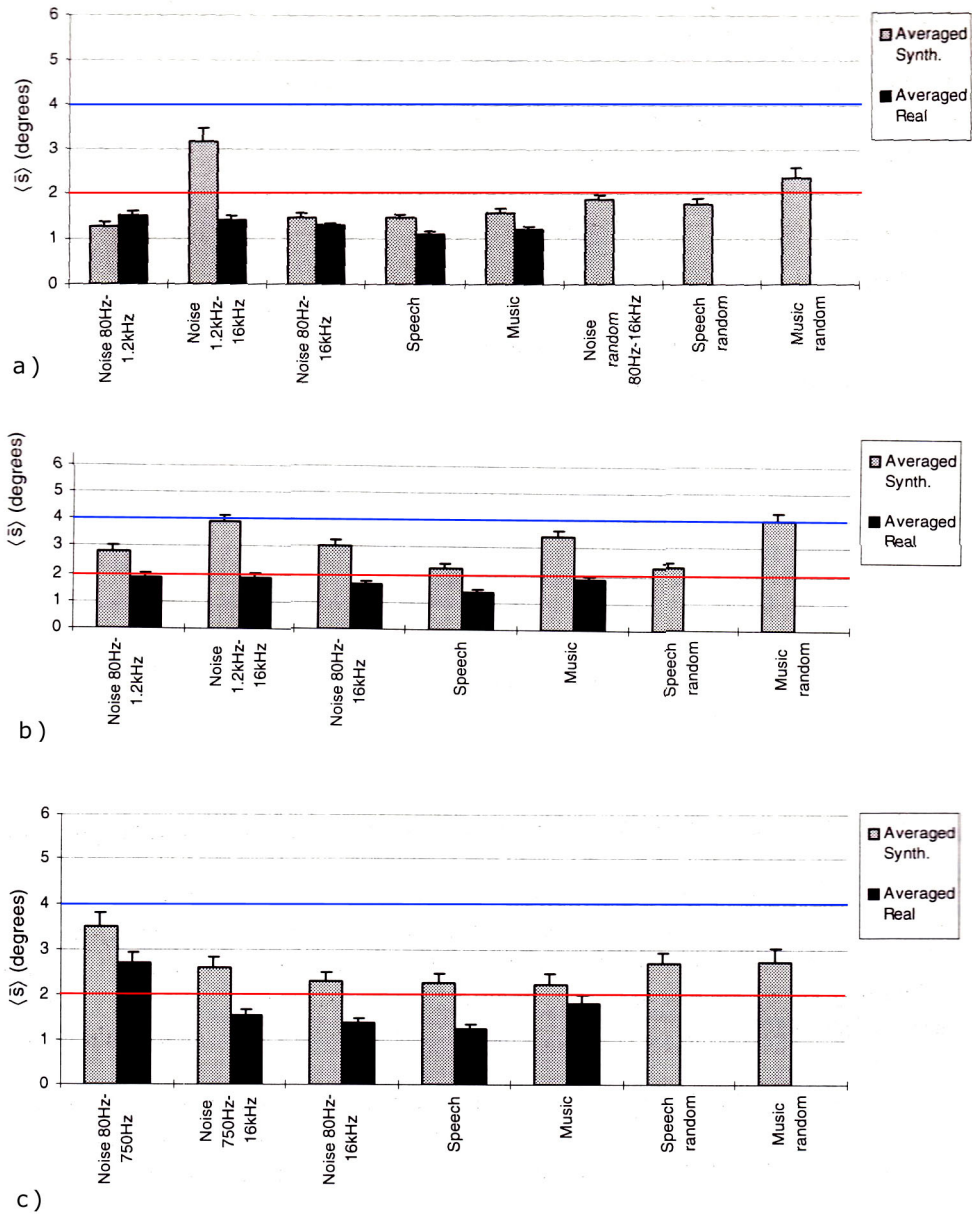 6
5
4
3
2
1
0
⟨s̄⟩ (degrees)
Averaged
Synth.
Averaged
Real
Noise 80Hz-
1.2kHz
Noise
1.2kHz-
16kHz
Noise 80Hz-
16kHz
Speech
Music
Noise
random
80Hz-16kHz
Speech
random
Music
random
a)
6
5
4
3
2
1
0
⟨s̄⟩ (degrees)
Averaged
Synth.
Averaged
Real
Noise 80Hz-
1.2kHz
Noise
1.2kHz-
16kHz
Noise 80Hz-
16kHz
Speech
Music
Speech
random
Music
random
b)
6
5
4
3
2
1
0
⟨s̄⟩ (degrees)
Averaged
Synth.
Averaged
Real
Noise 80Hz-
750Hz
Noise
750Hz-
16kHz
Noise 80Hz-
16kHz
Speech
Music
Speech
random
Music
random
c)